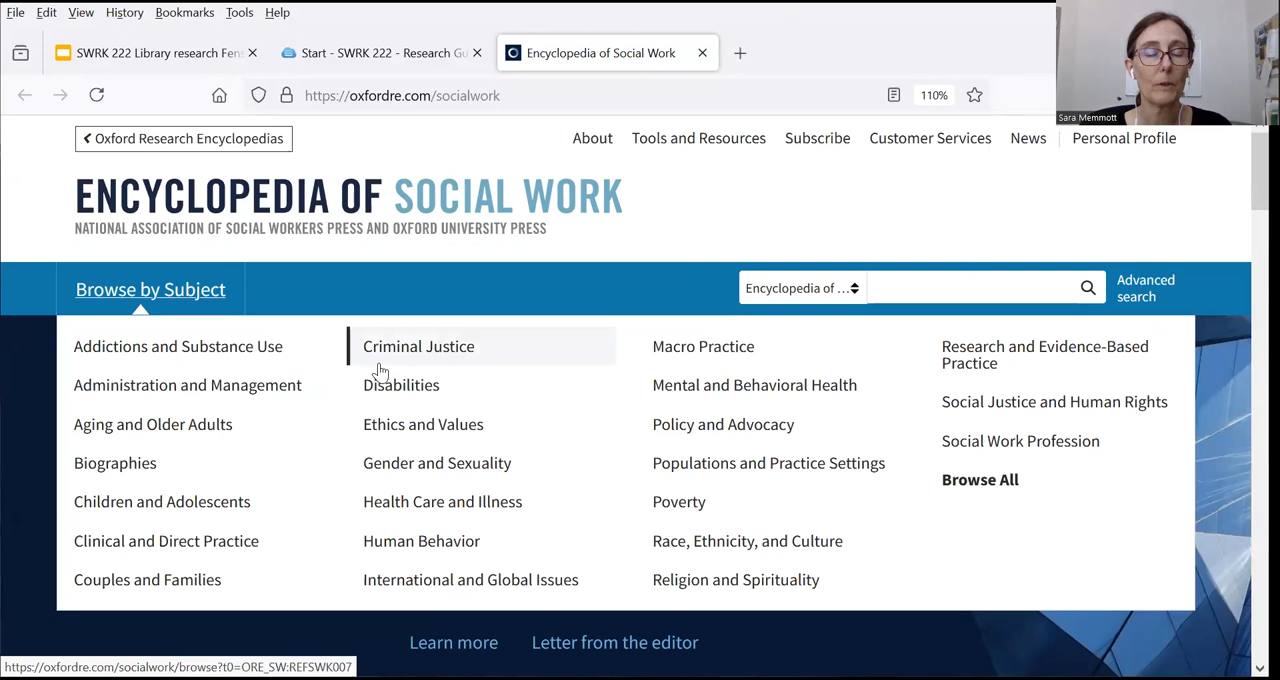 File Edit View History Bookmarks Tools Help
SWRK 222 Library research Fens
Start - SWRK 222 - Research Gu
Encyclopedia of Social Work
https://oxfordre.com/socialwork
110%
Sara Memmott
Oxford Research Encyclopedias
About Tools and Resources Subscribe Customer Services News Personal Profile
ENCYCLOPEDIA OF SOCIAL WORK
NATIONAL ASSOCIATION OF SOCIAL WORKERS PRESS AND OXFORD UNIVERSITY PRESS
Browse by Subject
Encyclopedia of ...
Advanced
search
Addictions and Substance Use
Administration and Management
Aging and Older Adults
Biographies
Children and Adolescents
Clinical and Direct Practice
Couples and Families
Criminal Justice
Disabilities
Ethics and Values
Gender and Sexuality
Health Care and Illness
Human Behavior
International and Global Issues
Macro Practice
Mental and Behavioral Health
Policy and Advocacy
Populations and Practice Settings
Poverty
Race, Ethnicity, and Culture
Religion and Spirituality
Research and Evidence-Based
Practice
Social Justice and Human Rights
Social Work Profession
Browse All
Learn more Letter from the editor
https://oxfordre.com/socialwork/browse?t0=ORE_SW:REFSWK007